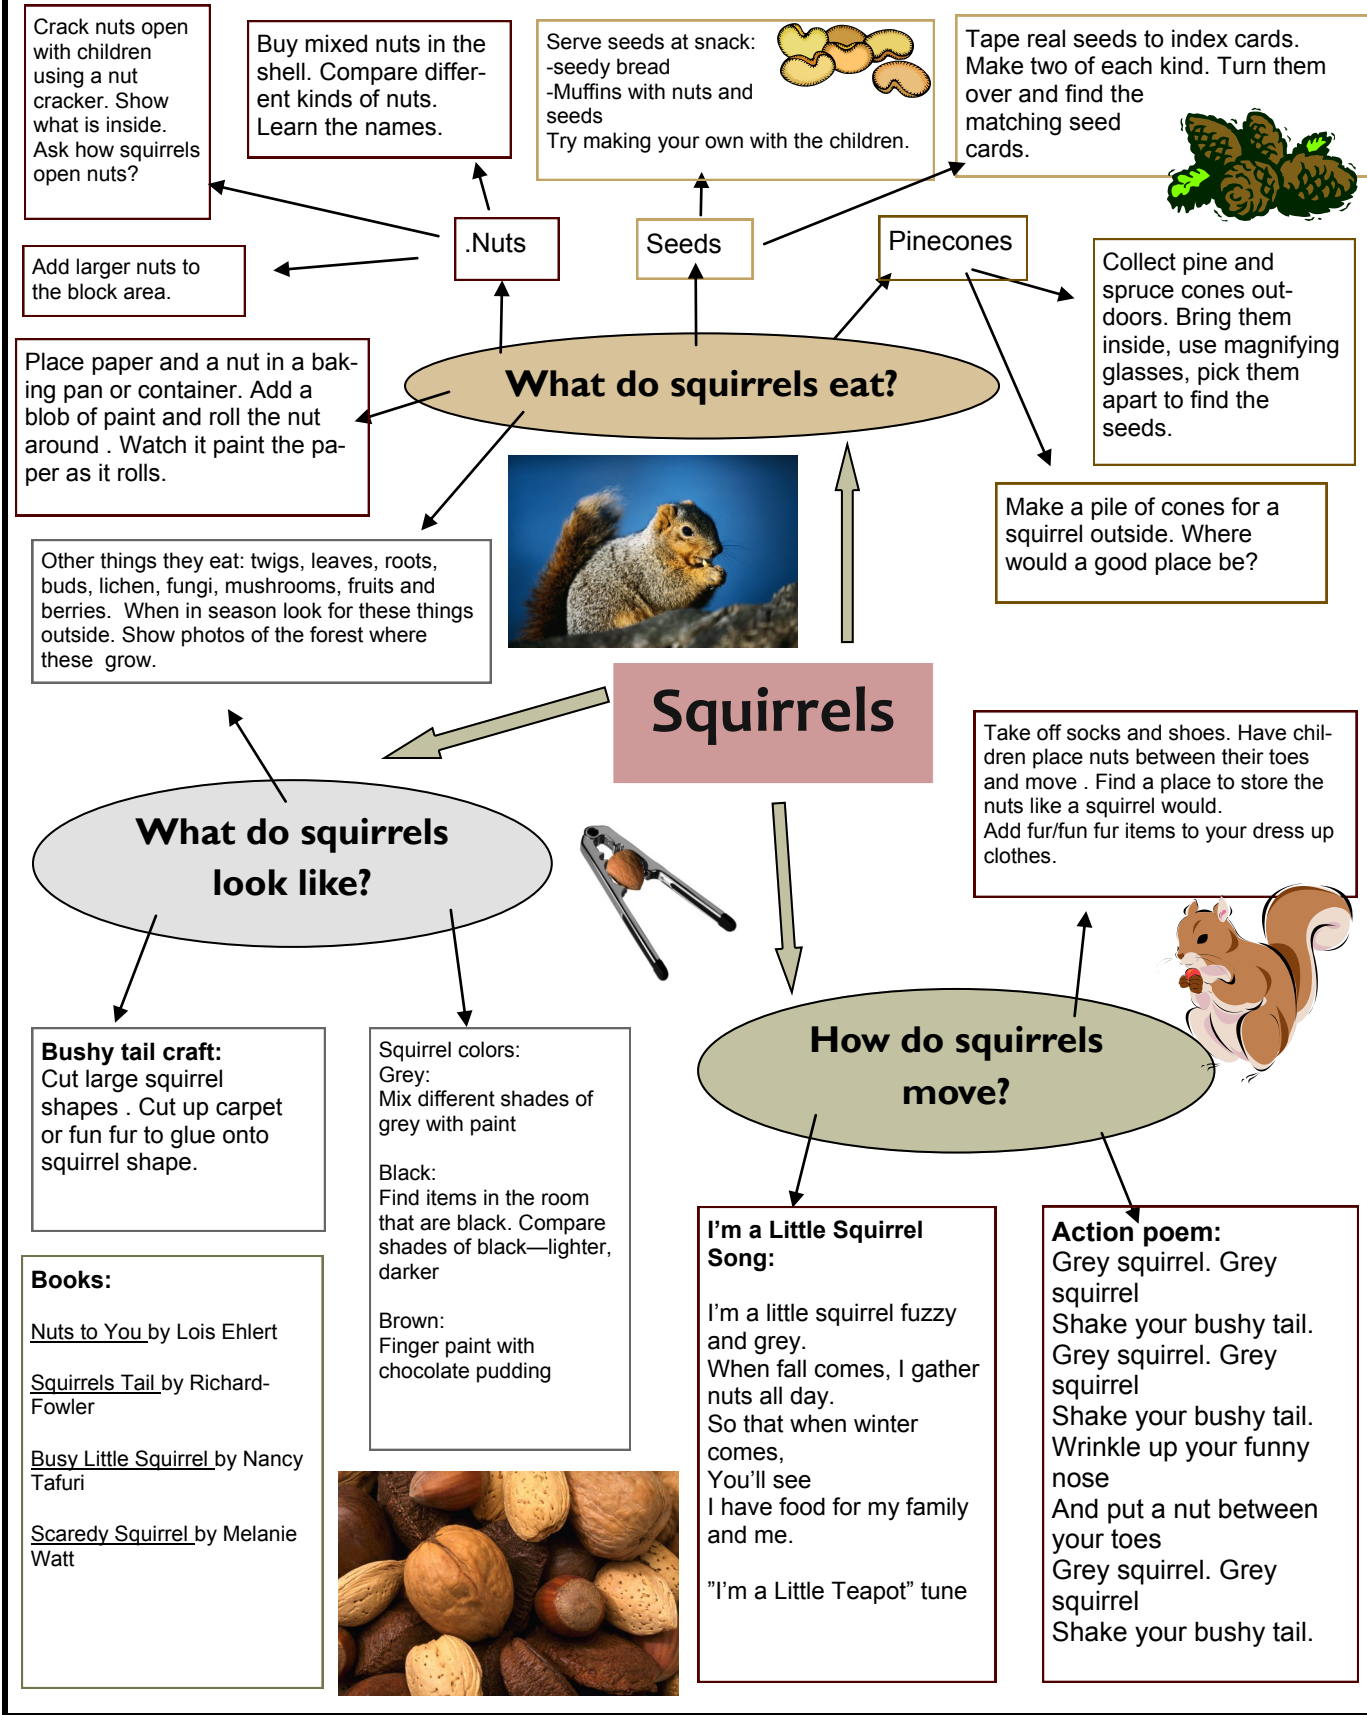 Crack nuts open
with children
using a nut
cracker. Show
what is inside.
Ask how squirrels
open nuts?
Buy mixed nuts in the
shell. Compare differ-
ent kinds of nuts.
Learn the names.
Serve seeds at snack:
-seedy bread
-Muffins with nuts and
seeds
Try making your own with the children.
Tape real seeds to index cards.
Make two of each kind. Turn them
over and find the
matching seed
cards.
.Nuts
Seeds
Pinecones
Add larger nuts to
the block area.
Collect pine and
spruce cones out-
doors. Bring them
inside, use magnifying
glasses, pick them
apart to find the
seeds.
Place paper and a nut in a bak-
ing pan or container. Add a
blob of paint and roll the nut
around . Watch it paint the pa-
per as it rolls.
What do squirrels eat?
Make a pile of cones for a
squirrel outside. Where
would a good place be?
Other things they eat: twigs, leaves, roots,
buds, lichen, fungi, mushrooms, fruits and
berries.  When in season look for these things
outside. Show photos of the forest where
these  grow.
Squirrels
Take off socks and shoes. Have chil-
dren place nuts between their toes
and move . Find a place to store the
nuts like a squirrel would.
Add fur/fun fur items to your dress up
clothes.
What do squirrels
look like?
How do squirrels
move?
Bushy tail craft:
Cut large squirrel
shapes . Cut up carpet
or fun fur to glue onto
squirrel shape.
Squirrel colors:
Grey:
Mix different shades of
grey with paint
Black:
Find items in the room
that are black. Compare
shades of black—lighter,
darker
Brown:
Finger paint with
chocolate pudding
Books:
Nuts to You by Lois Ehlert
Squirrels Tail by Richard-
Fowler
Busy Little Squirrel by Nancy
Tafuri
Scaredy Squirrel by Melanie
Watt
I’m a Little Squirrel
Song:
I’m a little squirrel fuzzy
and grey.
When fall comes, I gather
nuts all day.
So that when winter
comes,
You'll see
I have food for my family
and me.
”I’m a Little Teapot” tune
Action poem:
Grey squirrel. Grey
squirrel
Shake your bushy tail.
Grey squirrel. Grey
squirrel
Shake your bushy tail.
Wrinkle up your funny
nose
And put a nut between
your toes
Grey squirrel. Grey
squirrel
Shake your bushy tail.